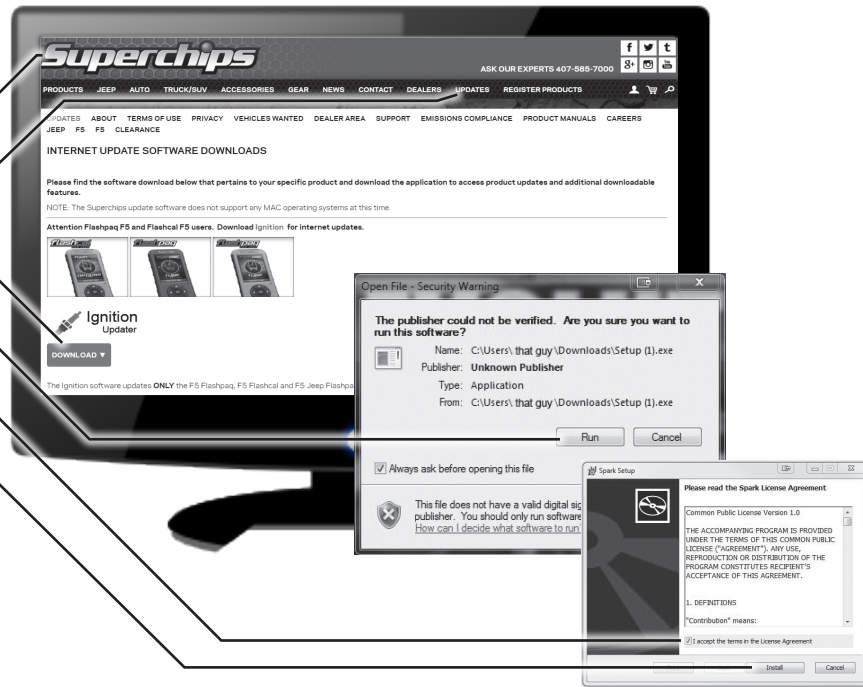 Superchips
ASK OUR EXPERTS 407-585-7000
f t
8+
PRODUCTS JEEP AUTO TRUCK/SUV ACCESSORIES GEAR NEWS CONTACT DEALERS UPDATES REGISTER PRODUCTS
UPDATES ABOUT TERMS OF USE PRIVACY VEHICLES WANTED DEALER AREA SUPPORT EMISSIONS COMPLIANCE PRODUCT MANUALS CAREERS
JEEP F5 F5 CLEARANCE
INTERNET UPDATE SOFTWARE DOWNLOADS
Please find the software download below that pertains to your specific product and download the application to access product updates and additional downloadable
features.
NOTE: The Superchips update software does not support any MAC operating systems at this time.
Attention Flashpaq F5 and Flashcal F5 users. Download Ignition for internet updates.
Ignition
Updater
DOWNLOAD ▼
The Ignition software updates ONLY the F5 Flashpaq, F5 Flashcal and F5 Jeep Flashpa
Open File - Security Warning
X
The publisher could not be verified. Are you sure you want to
run this software?
Name: C:\Users\ that guy\Downloads\Setup (1).exe
Publisher: Unknown Publisher
Type: Application
From: C:\Users\ that guy\Downloads\Setup (1).exe
Run Cancel
Always ask before opening this file
This file does not have a valid digital sig
publisher. You should only run software
How can I decide what software to run?
Spark Setup
Please read the Spark License Agreement
Common Public License Version 1.0
THE ACCOMPANYING PROGRAM IS PROVIDED
UNDER THE TERMS OF THIS COMMON PUBLIC
LICENSE ("AGREEMENT"). ANY USE,
REPRODUCTION OR DISTRIBUTION OF THE
PROGRAM CONSTITUTES RECIPIENT'S
ACCEPTANCE OF THIS AGREEMENT.
1. DEFINITIONS
"Contribution" means:
I accept the terms in the License Agreement
Install Cancel